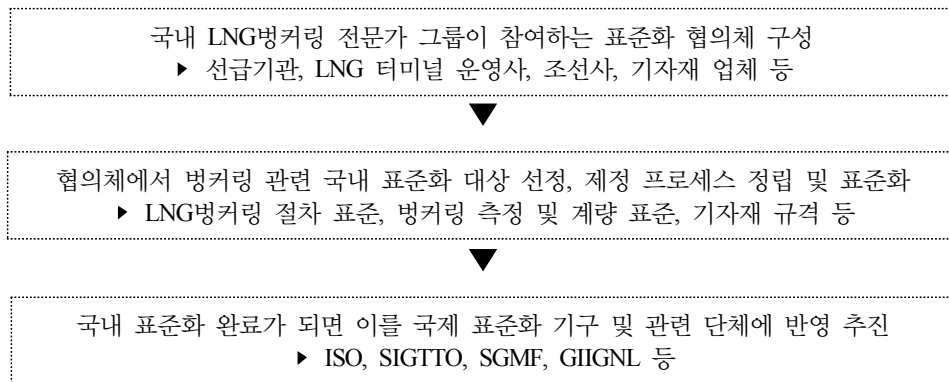 국내 LNG벙커링 전문가 그룹이 참여하는 표준화 협의체 구성
▶ 선급기관, LNG 터미널 운영사, 조선사, 기자재 업체 등
▼
협의체에서 벙커링 관련 국내 표준화 대상 선정, 제정 프로세스 정립 및 표준화
▶ LNG벙커링 절차 표준, 벙커링 측정 및 계량 표준, 기자재 규격 등
▼
국내 표준화 완료가 되면 이를 국제 표준화 기구 및 관련 단체에 반영 추진
▶ ISO, SIGTTO, SGMF, GIIGNL 등